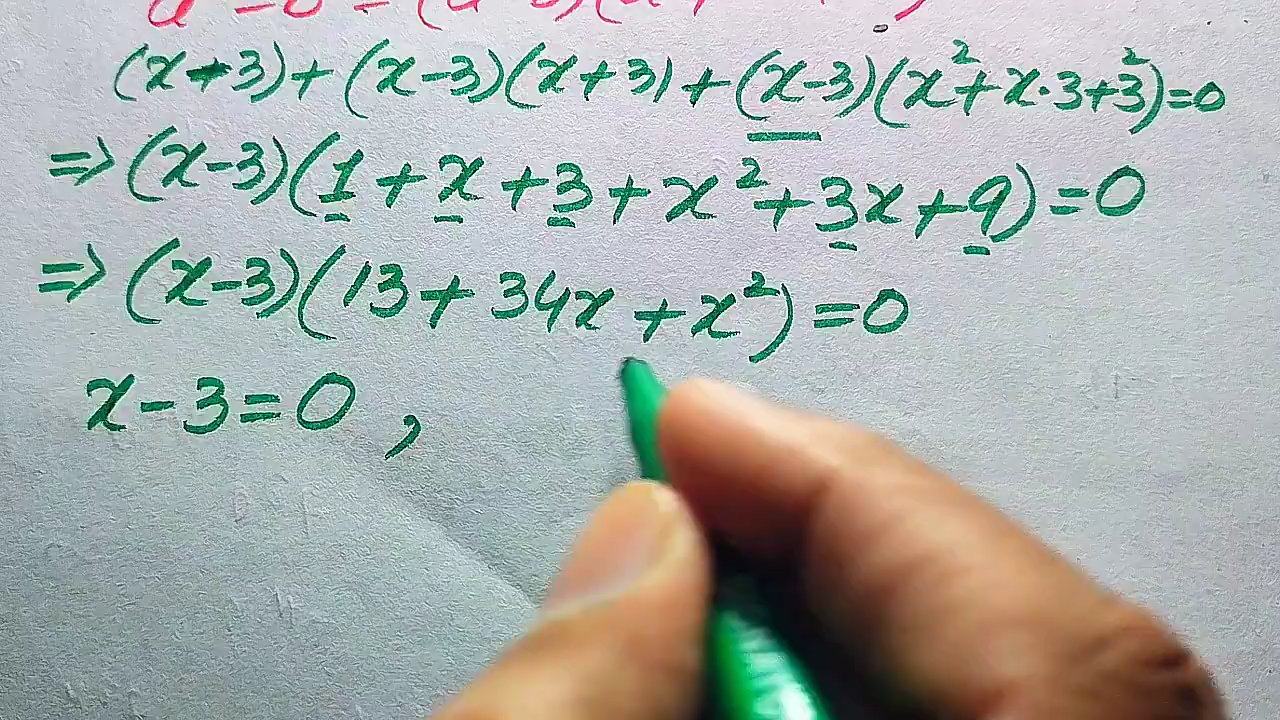 (x-3)+(x-3)(x+3)+(x-3)(x²+x·3+3²)=0
⇒(x-3)(1+x+3+x²+3x+9)=0
⇒(x-3)(13+34x+x²)=0
x-3=0,